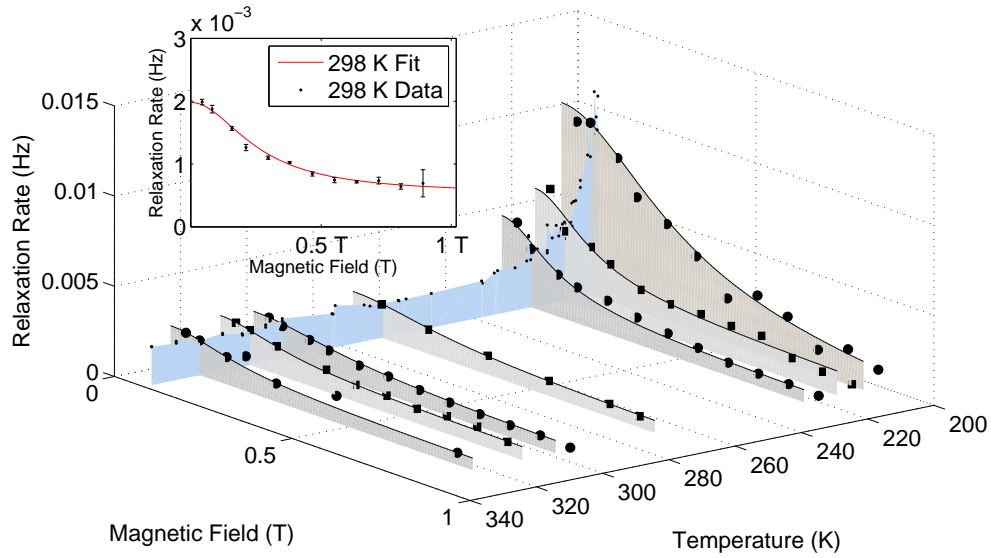 x 10⁻³
3
2
1
0
0.5 T
1 T
Relaxation Rate (Hz)
Magnetic Field (T)
298 K Fit
298 K Data
0.015
0.01
0.005
0
Relaxation Rate (Hz)
0
0.5
1
Magnetic Field (T)
340
320
300
280
260
240
220
200
Temperature (K)